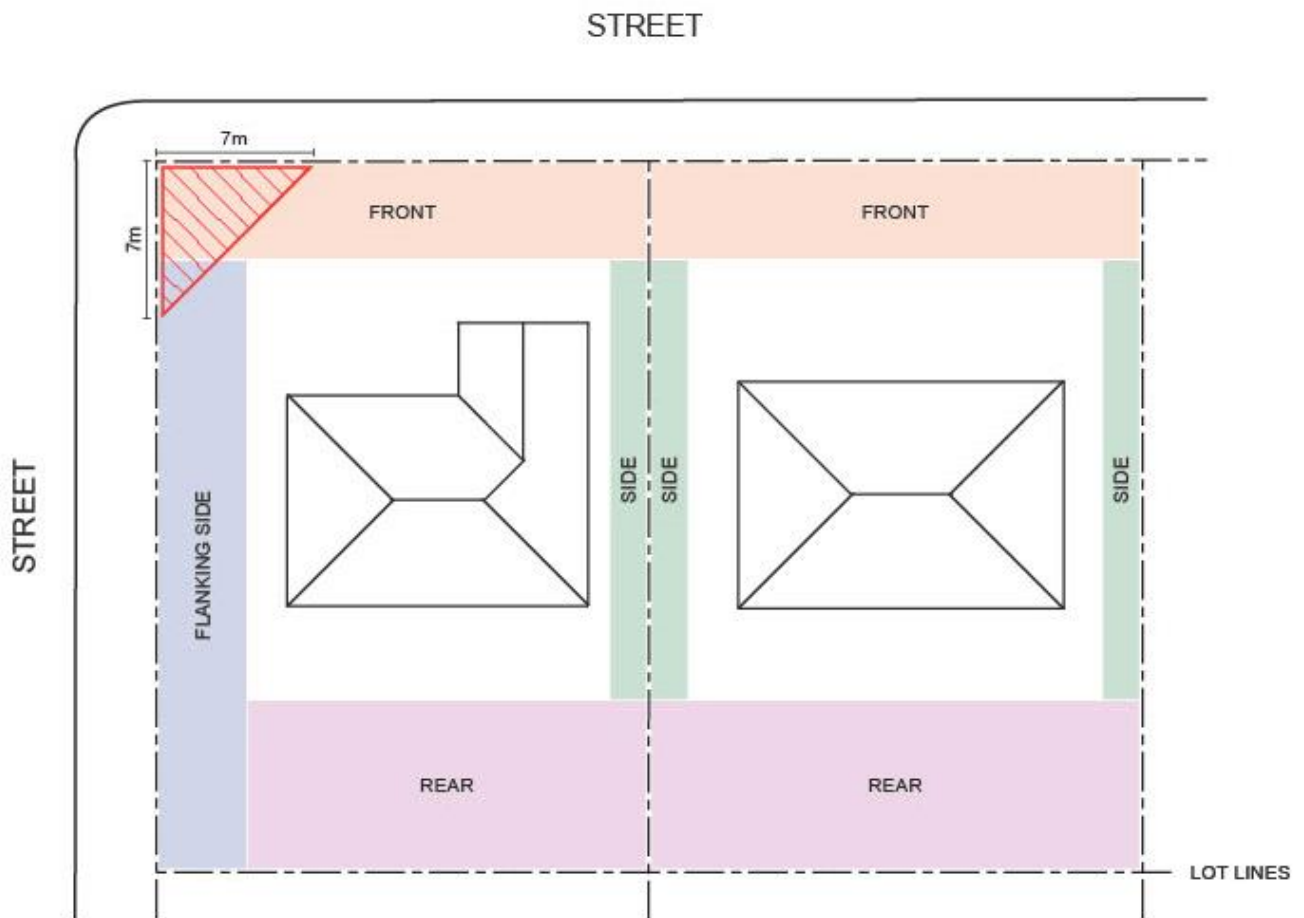 STREET
7m
7m
FRONT
FRONT
STREET
FLANKING SIDE
SIDE
SIDE
SIDE
REAR
REAR
LOT LINES